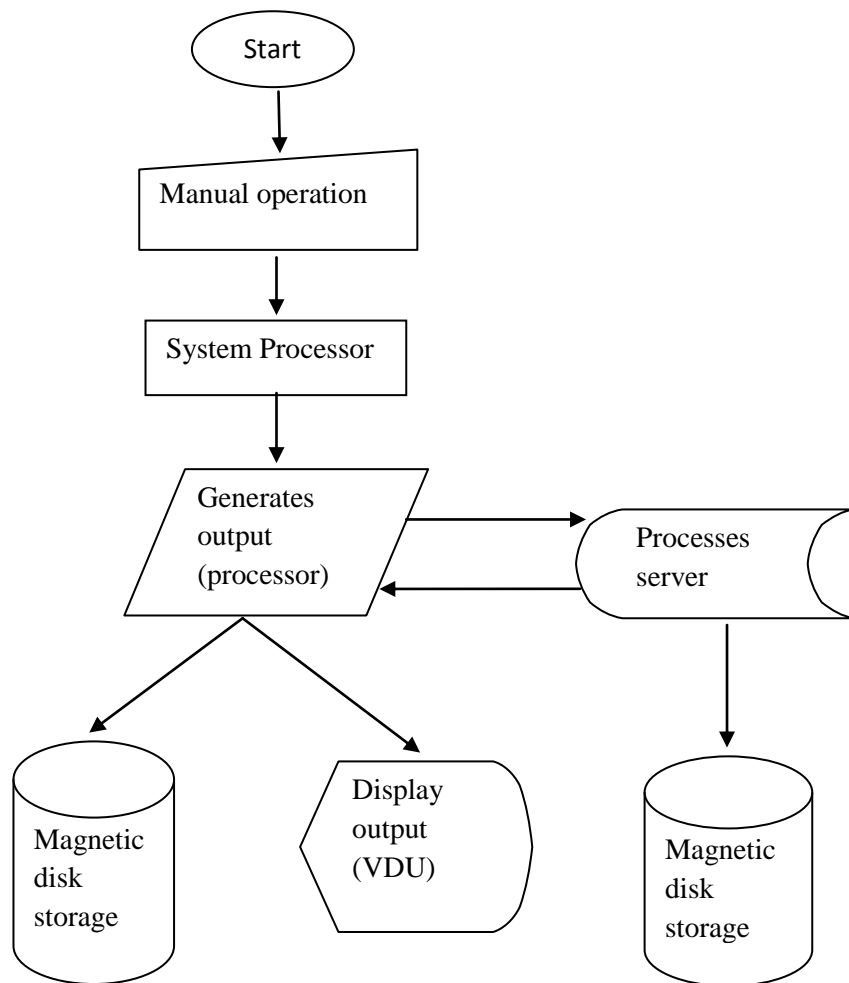 Start
Manual operation
System Processor
Generates
output
(processor)
Processes
server
Magnetic
disk
storage
Display
output
(VDU)
Magnetic
disk
storage